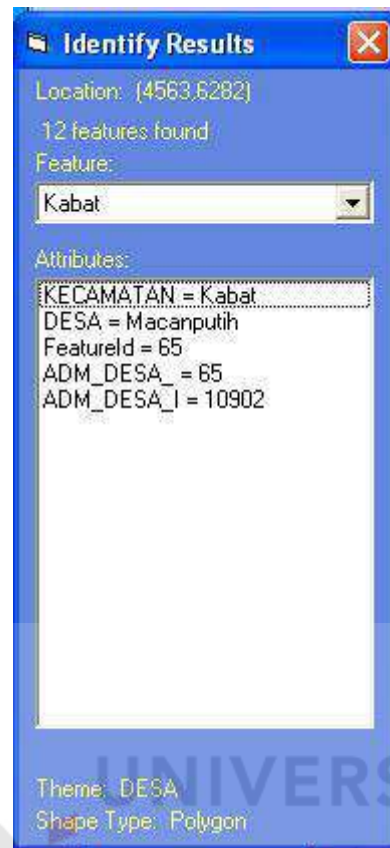 Identify Results
Location: (4563,6282)
12 features found
Feature:
Kabat
Attributes:
KECAMATAN = Kabat
DESA = Macanputih
FeatureId = 65
ADM_DESA_ = 65
ADM_DESA_I = 10902
UNIVERS
Theme: DESA
Shape Type: Polygon